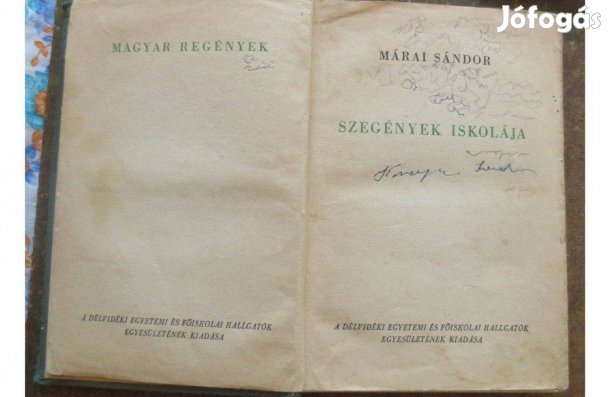 Jófogás
MAGYAR REGÉNYEK
A DÉLVIDÉKI EGYETEMI ÉS FŐISKOLAI HALLGATÓK
EGYESÜLETÉNEK KIADÁSA
MÁRAI SÁNDOR
SZEGÉNYEK ISKOLÁJA
A DÉLVIDÉKI EGYETEMI ÉS FŐISKOLAI HALLGATÓK
EGYESÜLETÉNEK KIADÁSA